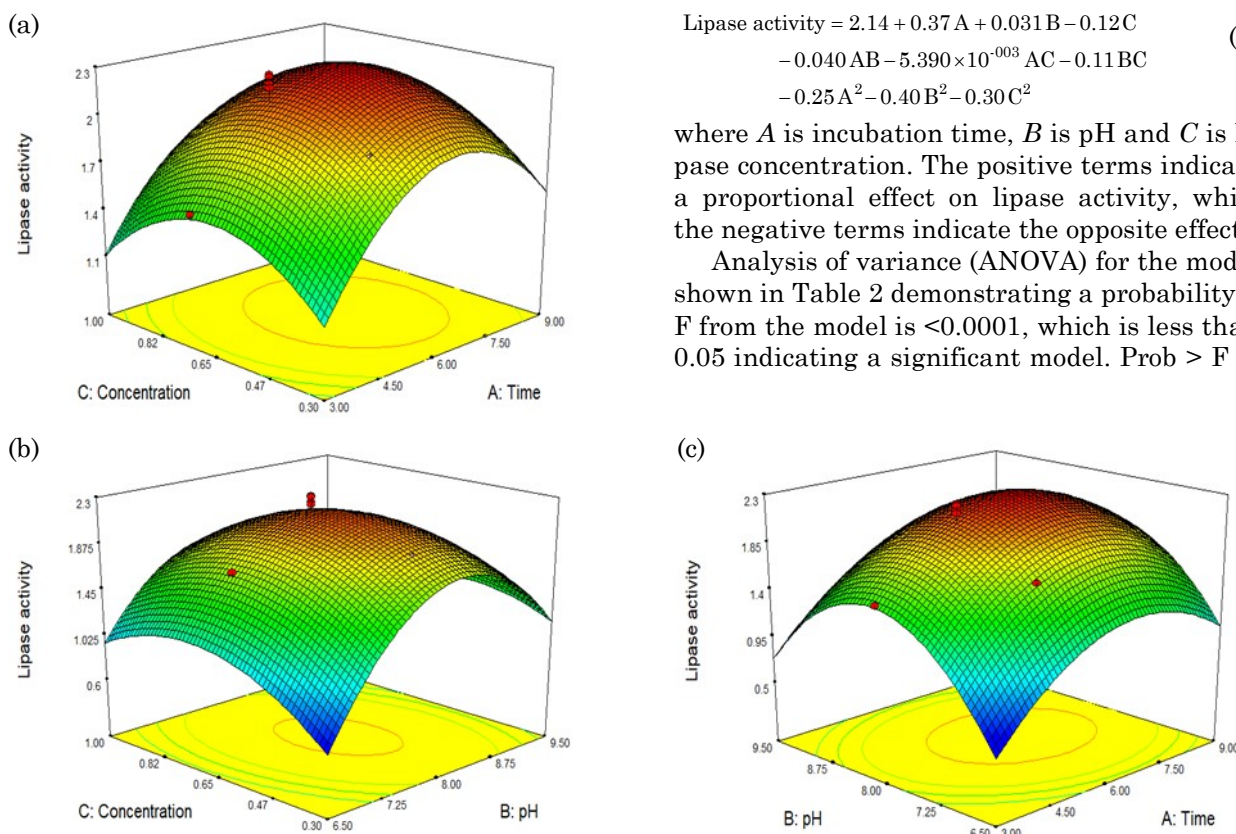 (a)
2.3
2
1.7
1.4
1.1
Lipase activity
1.00
0.82
0.65
0.47
0.30
3.00
4.50
6.00
7.50
9.00
C: Concentration
A: Time
Lipase activity = 2.14 + 0.37 A + 0.031 B − 0.12 C
− 0.040 AB − 5.390×10⁻⁰⁰³ AC − 0.11 BC
− 0.25 A² − 0.40 B² − 0.30 C²
(
where A is incubation time, B is pH and C is
pase concentration. The positive terms indica
a proportional effect on lipase activity, whi
the negative terms indicate the opposite effect
Analysis of variance (ANOVA) for the mod
shown in Table 2 demonstrating a probability
F from the model is <0.0001, which is less tha
0.05 indicating a significant model. Prob > F
(b)
2.3
1.875
1.45
1.025
0.6
Lipase activity
1.00
0.82
0.65
0.47
0.30
6.50
7.25
8.00
8.75
9.50
C: Concentration
B: pH
(c)
2.3
1.85
1.4
0.95
0.5
Lipase activity
9.50
8.75
8.00
7.25
6.50
3.00
4.50
6.00
7.50
9.00
B: pH
A: Time